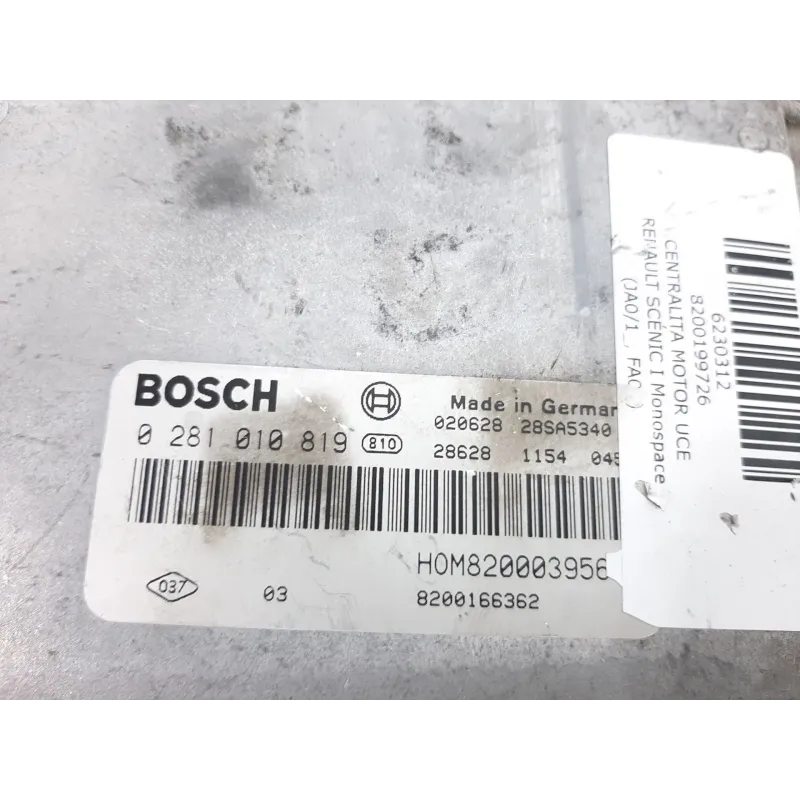 BOSCH
Made in German
0 281 010 819 810
020628 28SA5340
28628 1154 045
HOM820003956
037
03
8200166362
6230312
8200199726
CENTRALITA MOTOR UCE
RENAULT SCÉNIC I Monospace
(JA0/1_, FA0_)